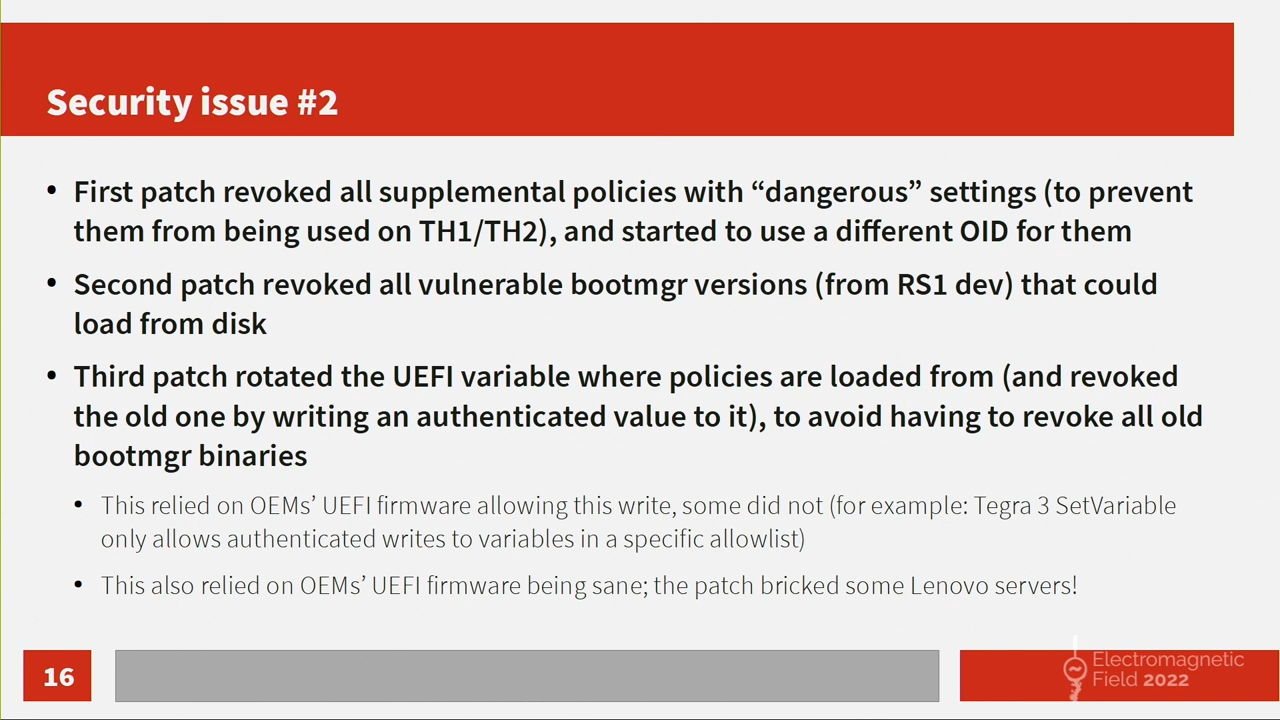 Security issue #2
• First patch revoked all supplemental policies with “dangerous” settings (to prevent
them from being used on TH1/TH2), and started to use a different OID for them
• Second patch revoked all vulnerable bootmgr versions (from RS1 dev) that could
load from disk
• Third patch rotated the UEFI variable where policies are loaded from (and revoked
the old one by writing an authenticated value to it), to avoid having to revoke all old
bootmgr binaries
• This relied on OEMs’ UEFI firmware allowing this write, some did not (for example: Tegra 3 SetVariable
only allows authenticated writes to variables in a specific allowlist)
• This also relied on OEMs’ UEFI firmware being sane; the patch bricked some Lenovo servers!
16
Electromagnetic
Field 2022